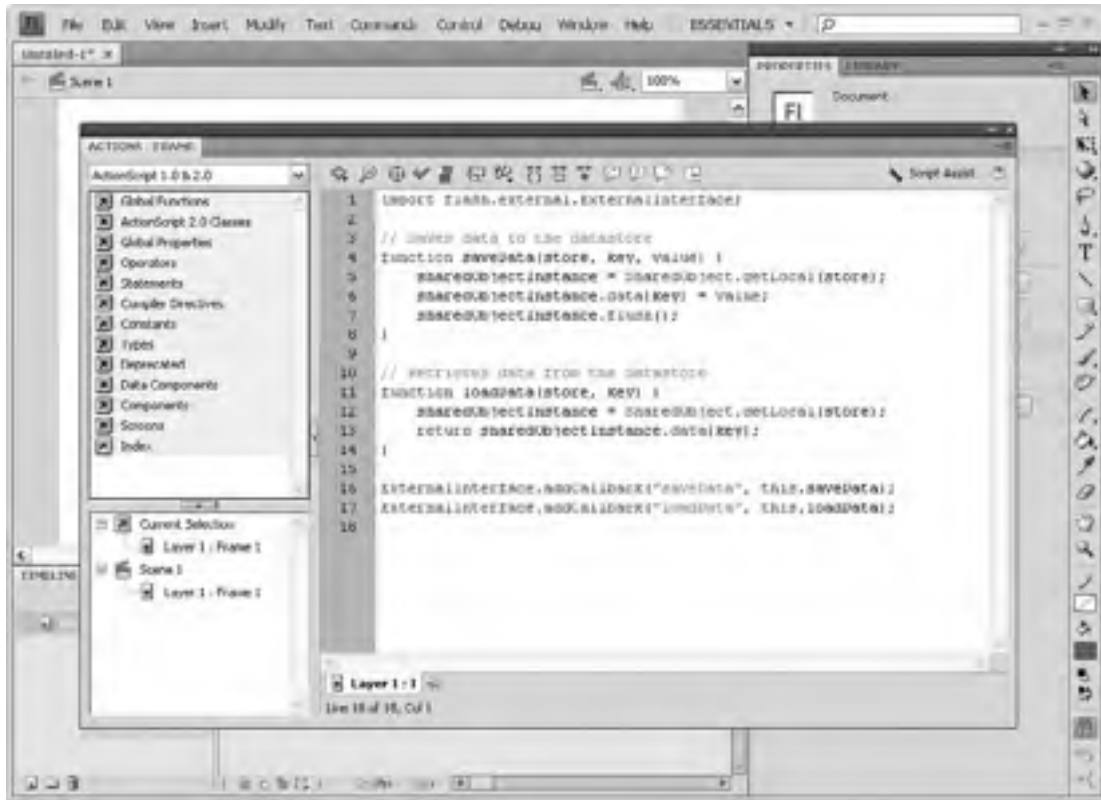 File Edit View Insert Modify Text Commands Control Debug Window Help ESSENTIALS
Untitled-1* ×
Scene 1 100%
PROPERTIES LIBRARY
Fl Document
ACTIONS - FRAME
ActionScript 1.0 & 2.0
Script Assist
Global Functions
ActionScript 2.0 Classes
Global Properties
Operators
Statements
Compiler Directives
Constants
Types
Deprecated
Data Components
Components
Screens
Index
Current Selection
Layer 1 : Frame 1
Scene 1
Layer 1 : Frame 1
1 import flash.external.ExternalInterface;
2
3 // Saves data to the datastore
4 function saveData(store, key, value) {
5 sharedObjectInstance = SharedObject.getLocal(store);
6 sharedObjectInstance.data[key] = value;
7 sharedObjectInstance.flush();
8 }
9
10 // Retrieves data from the datastore
11 function loadData(store, key) {
12 sharedObjectInstance = SharedObject.getLocal(store);
13 return sharedObjectInstance.data[key];
14 }
15
16 ExternalInterface.addCallback("saveData", this.saveData);
17 ExternalInterface.addCallback("loadData", this.loadData);
18
Layer 1 : 1
Line 18 of 18, Col 1
TIMELINE